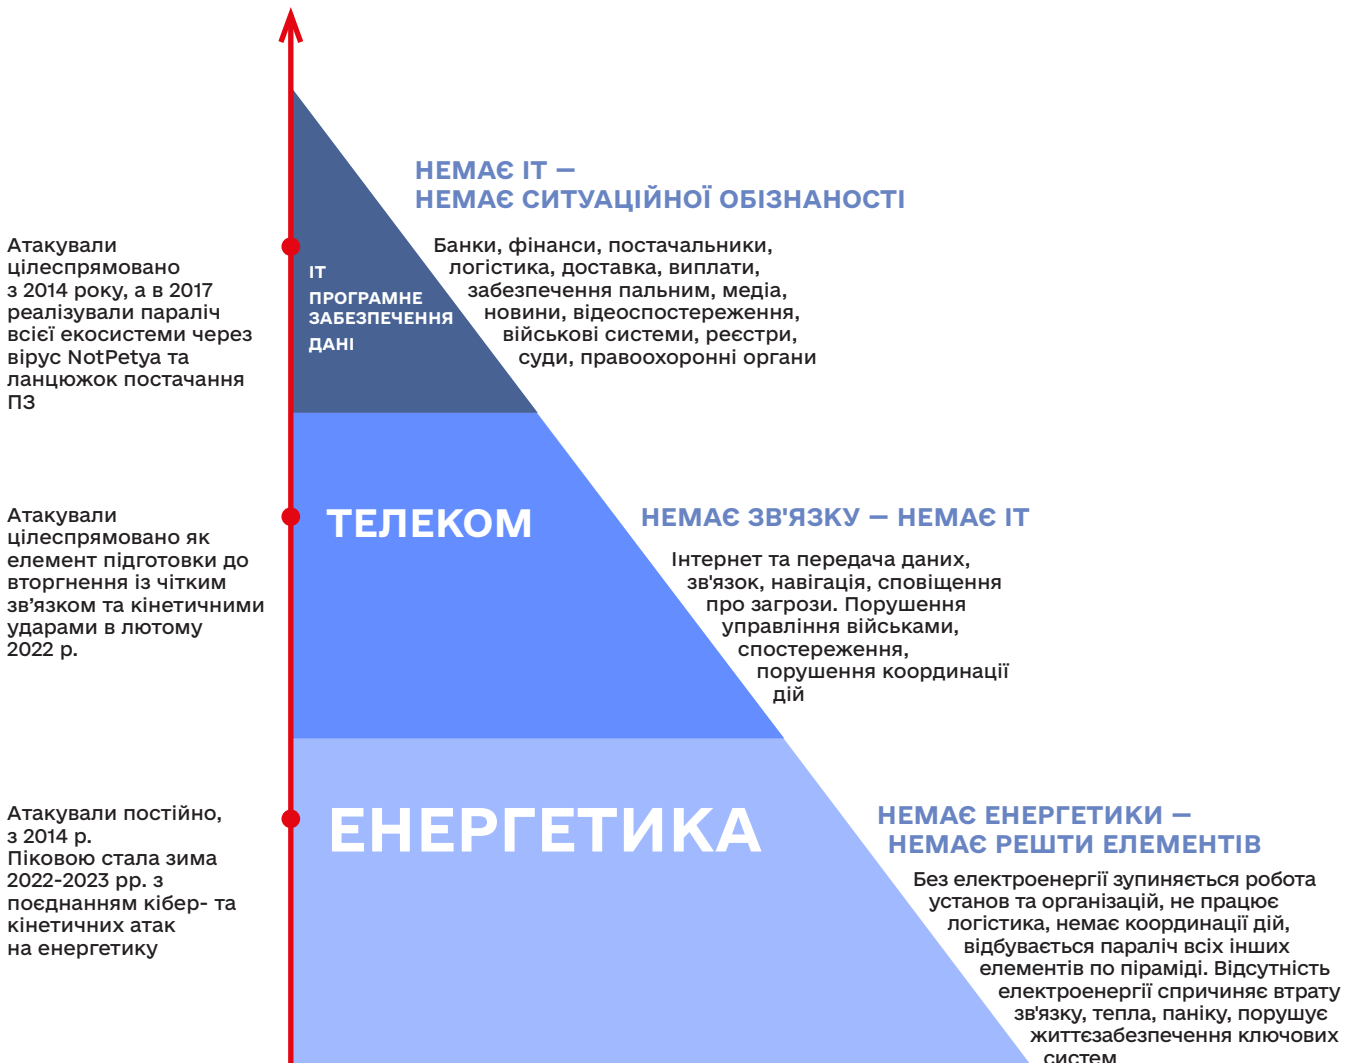 НЕМАЄ ІТ —
НЕМАЄ СИТУАЦІЙНОЇ ОБІЗНАНОСТІ
Атакували
цілеспрямовано
з 2014 року, а в 2017
реалізували параліч
всієї екосистеми через
вірус NotPetya та
ланцюжок постачання
ПЗ
ІТ
ПРОГРАМНЕ
ЗАБЕЗПЕЧЕННЯ
ДАНІ
Банки, фінанси, постачальники,
логістика, доставка, виплати,
забезпечення пальним, медіа,
новини, відеоспостереження,
військові системи, реєстри,
суди, правоохоронні органи
Атакували
цілеспрямовано як
елемент підготовки до
вторгнення із чітким
зв’язком та кінетичними
ударами в лютому
2022 р.
ТЕЛЕКОМ
НЕМАЄ ЗВ'ЯЗКУ — НЕМАЄ ІТ
Інтернет та передача даних,
зв'язок, навігація, сповіщення
про загрози. Порушення
управління військами,
спостереження,
порушення координації
дій
Атакували постійно,
з 2014 р.
Піковою стала зима
2022-2023 рр. з
поєднанням кібер- та
кінетичних атак
на енергетику
ЕНЕРГЕТИКА
НЕМАЄ ЕНЕРГЕТИКИ —
НЕМАЄ РЕШТИ ЕЛЕМЕНТІВ
Без електроенергії зупиняється робота
установ та організацій, не працює
логістика, немає координації дій,
відбувається параліч всіх інших
елементів по піраміді. Відсутність
електроенергії спричиняє втрату
зв'язку, тепла, паніку, порушує
життєзабезпечення ключових
систем